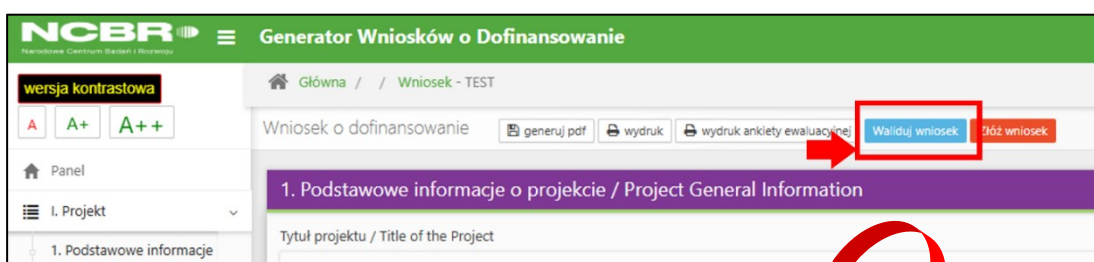 NCBR
Narodowe Centrum Badań i Rozwoju
Generator Wniosków o Dofinansowanie
wersja kontrastowa
A A+ A++
Główna / / Wniosek - TEST
Wniosek o dofinansowanie generuj pdf wydruk wydruk ankiety ewaluacyjnej Waliduj wniosek Złóż wniosek
Panel
I. Projekt
1. Podstawowe informacje
1. Podstawowe informacje o projekcie / Project General Information
Tytuł projektu / Title of the Project